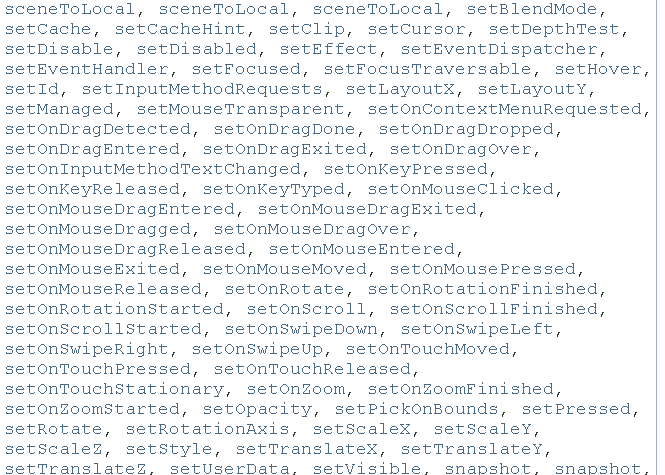 sceneToLocal, sceneToLocal, sceneToLocal, setBlendMode,
setCache, setCacheHint, setClip, setCursor, setDepthTest,
setDisable, setDisabled, setEffect, setEventDispatcher,
setEventHandler, setFocused, setFocusTraversable, setHover,
setId, setInputMethodRequests, setLayoutX, setLayoutY,
setManaged, setMouseTransparent, setOnContextMenuRequested,
setOnDragDetected, setOnDragDone, setOnDragDropped,
setOnDragEntered, setOnDragExited, setOnDragOver,
setOnInputMethodTextChanged, setOnKeyPressed,
setOnKeyReleased, setOnKeyTyped, setOnMouseClicked,
setOnMouseDragEntered, setOnMouseDragExited,
setOnMouseDragged, setOnMouseDragOver,
setOnMouseDragReleased, setOnMouseEntered,
setOnMouseExited, setOnMouseMoved, setOnMousePressed,
setOnMouseReleased, setOnRotate, setOnRotationFinished,
setOnRotationStarted, setOnScroll, setOnScrollFinished,
setOnScrollStarted, setOnSwipeDown, setOnSwipeLeft,
setOnSwipeRight, setOnSwipeUp, setOnTouchMoved,
setOnTouchPressed, setOnTouchReleased,
setOnTouchStationary, setOnZoom, setOnZoomFinished,
setOnZoomStarted, setOpacity, setPickOnBounds, setPressed,
setRotate, setRotationAxis, setScaleX, setScaleY,
setScaleZ, setStyle, setTranslateX, setTranslateY,
setTranslateZ, setUserData, setVisible, snapshot, snapshot,